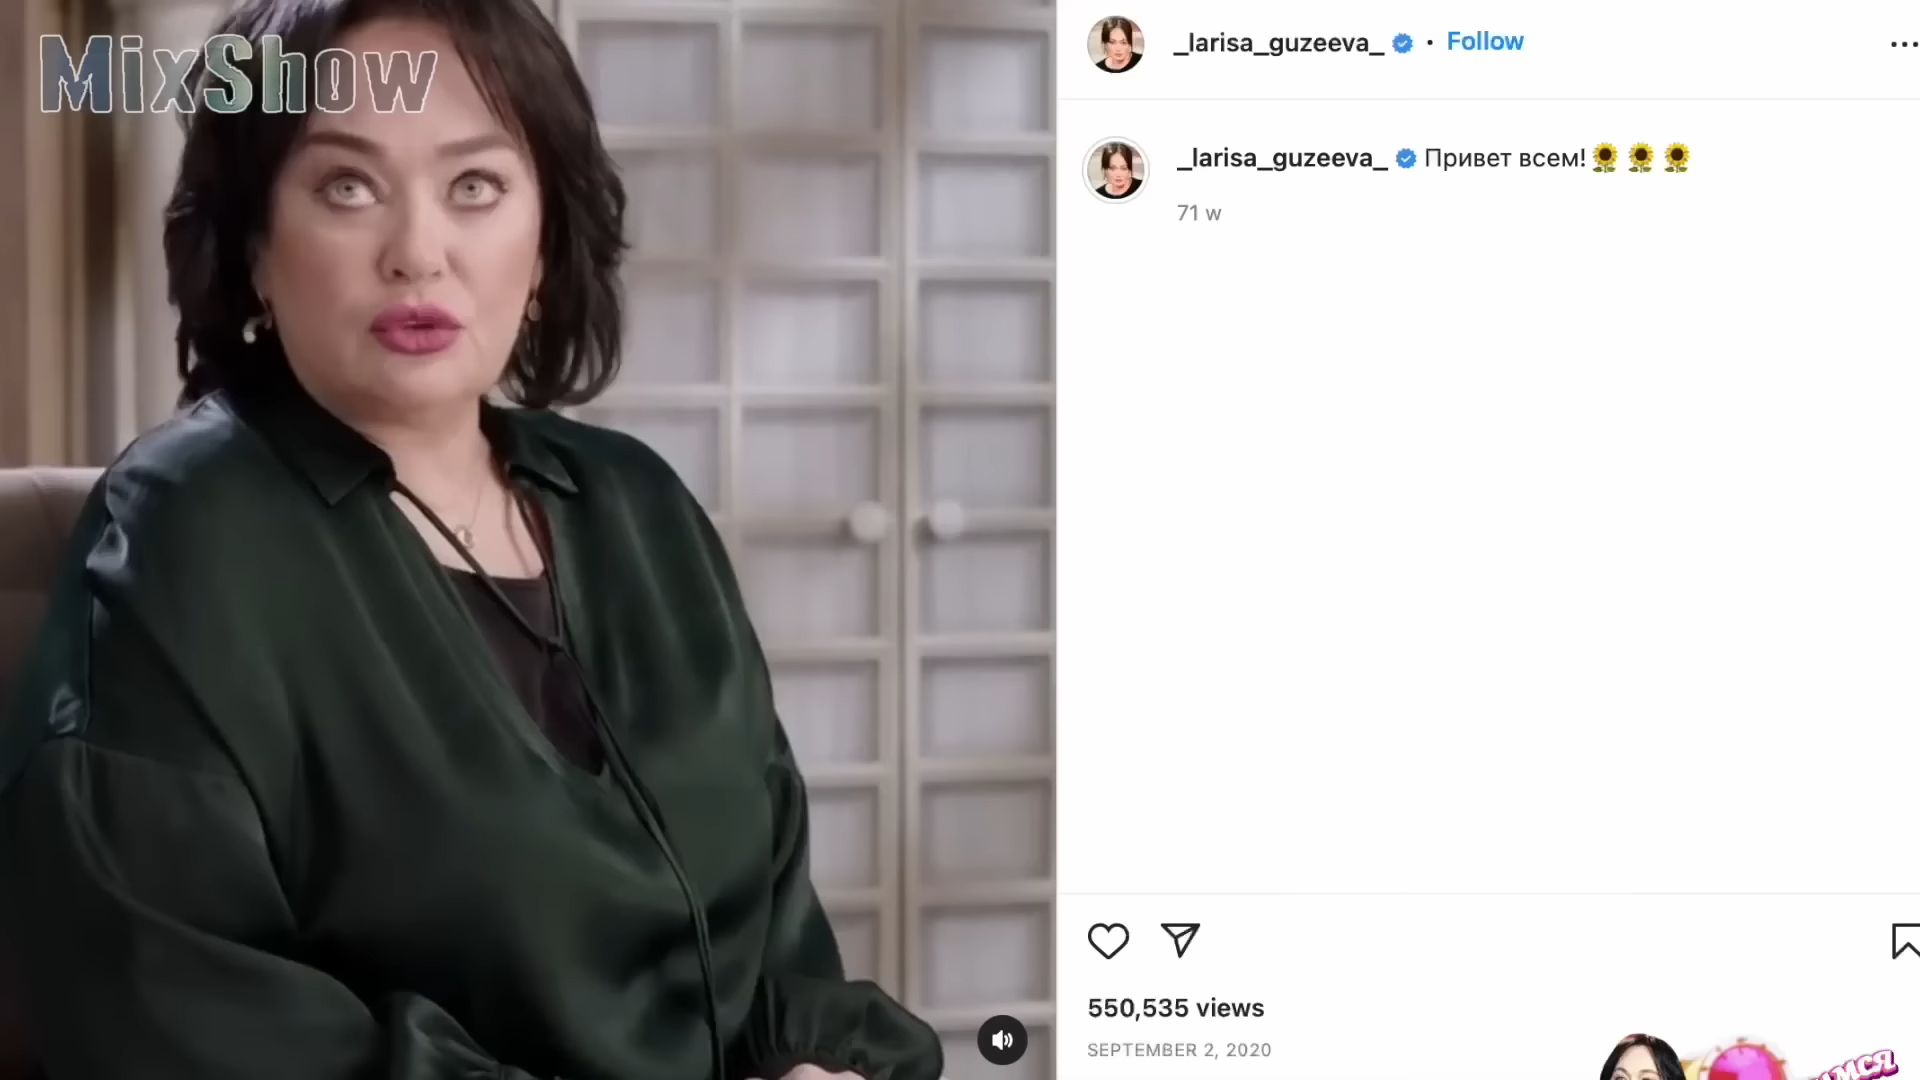 MixShow
_larisa_guzeeva_ • Follow
_larisa_guzeeva_ Привет всем!🌻🌻🌻
71 w
550,535 views
SEPTEMBER 2, 2020